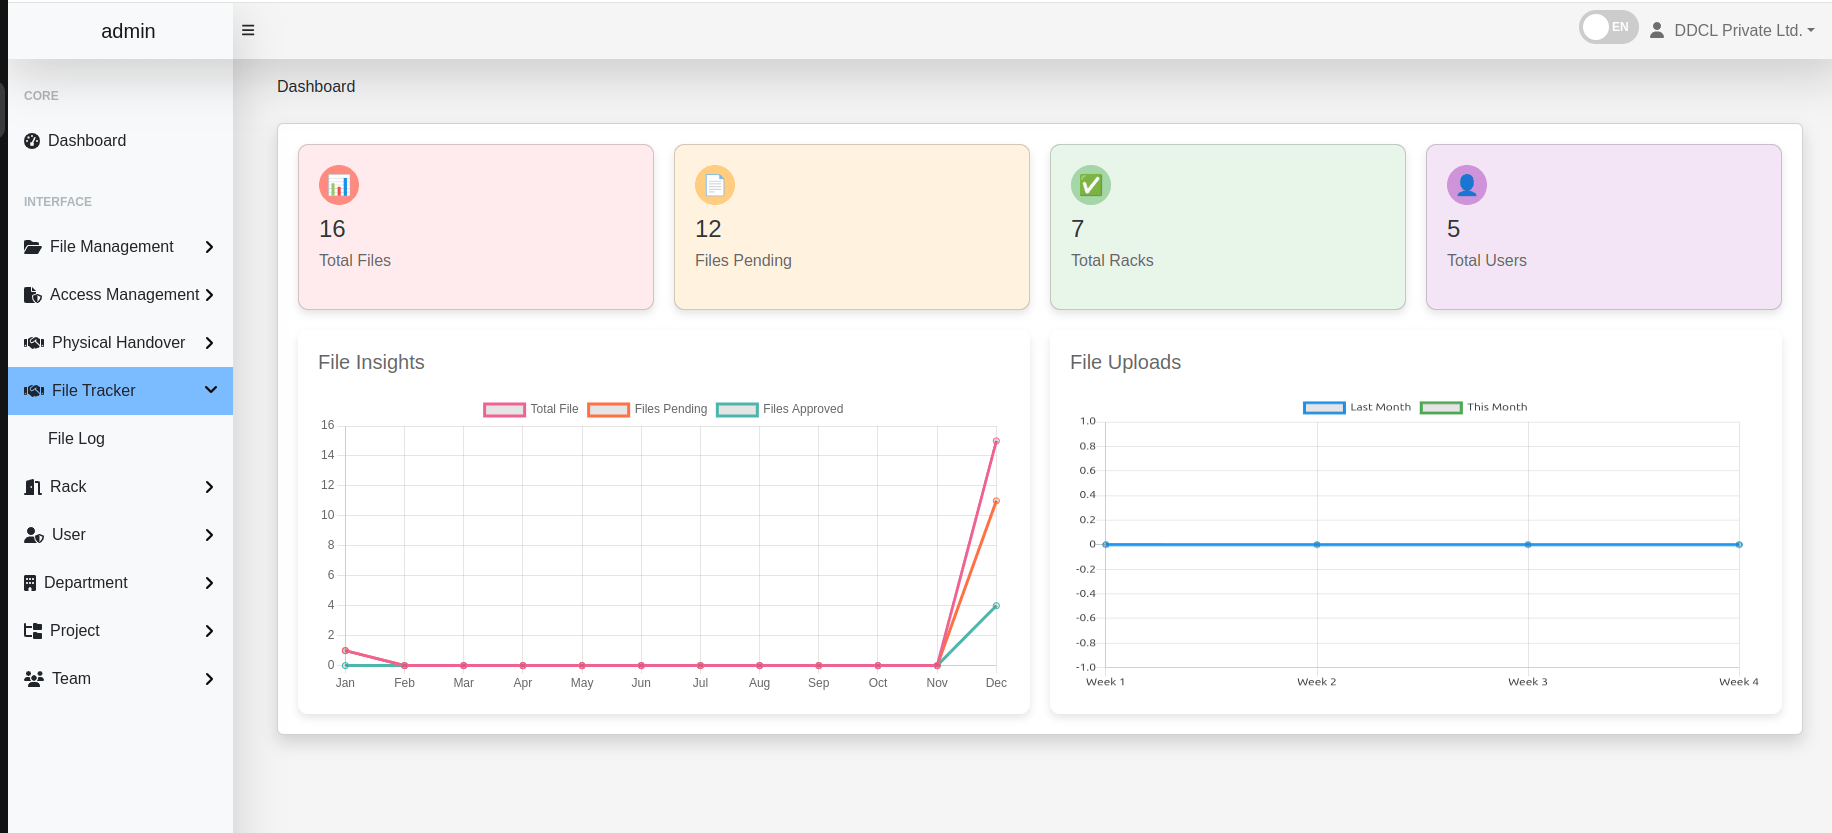 admin
EN
DDCL Private Ltd.
CORE
Dashboard
INTERFACE
File Management
Access Management
Physical Handover
File Tracker
File Log
Rack
User
Department
Project
Team
Dashboard
16
Total Files
12
Files Pending
7
Total Racks
5
Total Users
File Insights
Total File
Files Pending
Files Approved
16
14
12
10
8
6
4
2
0
Jan Feb Mar Apr May Jun Jul Aug Sep Oct Nov Dec
File Uploads
Last Month
This Month
1.0
0.8
0.6
0.4
0.2
0
-0.2
-0.4
-0.6
-0.8
-1.0
Week 1 Week 2 Week 3 Week 4